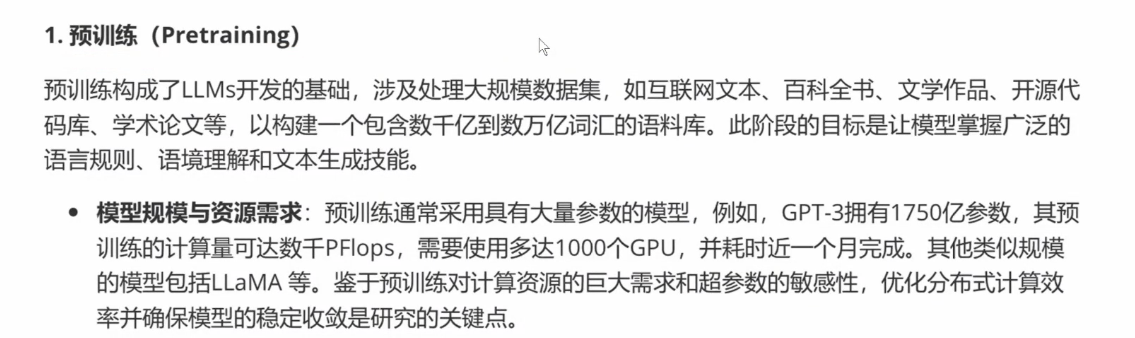 1. 预训练（Pretraining）
预训练构成了LLMs开发的基础，涉及处理大规模数据集，如互联网文本、百科全书、文学作品、开源代
码库、学术论文等，以构建一个包含数千亿到数万亿词汇的语料库。此阶段的目标是让模型掌握广泛的
语言规则、语境理解和文本生成技能。
• 模型规模与资源需求：预训练通常采用具有大量参数的模型，例如，GPT-3拥有1750亿参数，其预
训练的计算量可达数千PFlops，需要使用多达1000个GPU，并耗时近一个月完成。其他类似规模
的模型包括LLaMA 等。鉴于预训练对计算资源的巨大需求和超参数的敏感性，优化分布式计算效
率并确保模型的稳定收敛是研究的关键点。